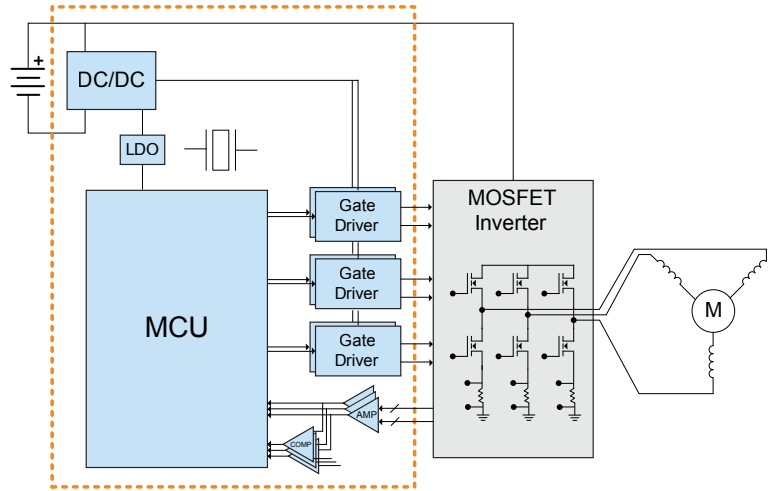 +
DC/DC
LDO
MCU
Gate
Driver
Gate
Driver
Gate
Driver
AMP
COMP
MOSFET
Inverter
M